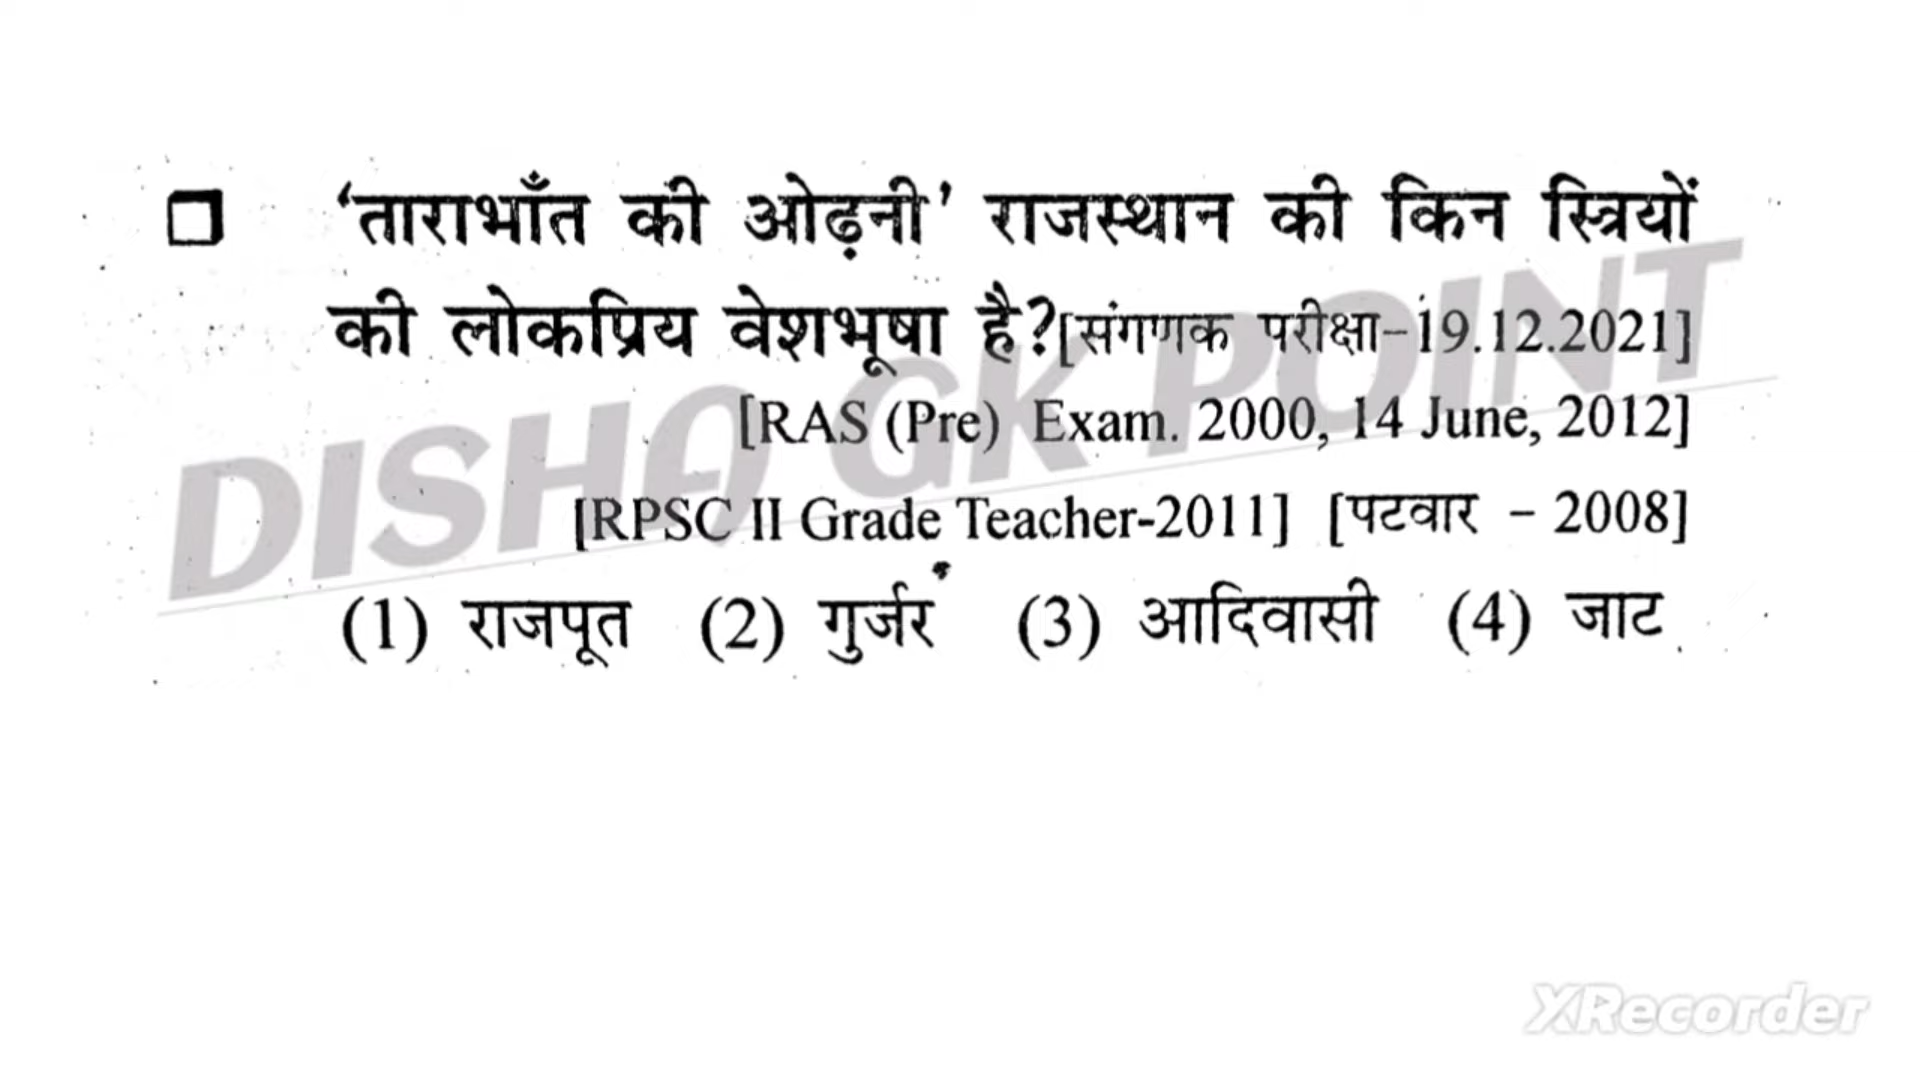 'ताराभाँत की ओढ़नी' राजस्थान की किन स्त्रियों
की लोकप्रिय वेशभूषा है?[संगणक परीक्षा-19.12.2021]
[RAS (Pre) Exam. 2000, 14 June, 2012]
[RPSC II Grade Teacher-2011] [पटवार - 2008]
(1) राजपूत (2) गुर्जर (3) आदिवासी (4) जाट
DISHA GK POINT
XRecorder